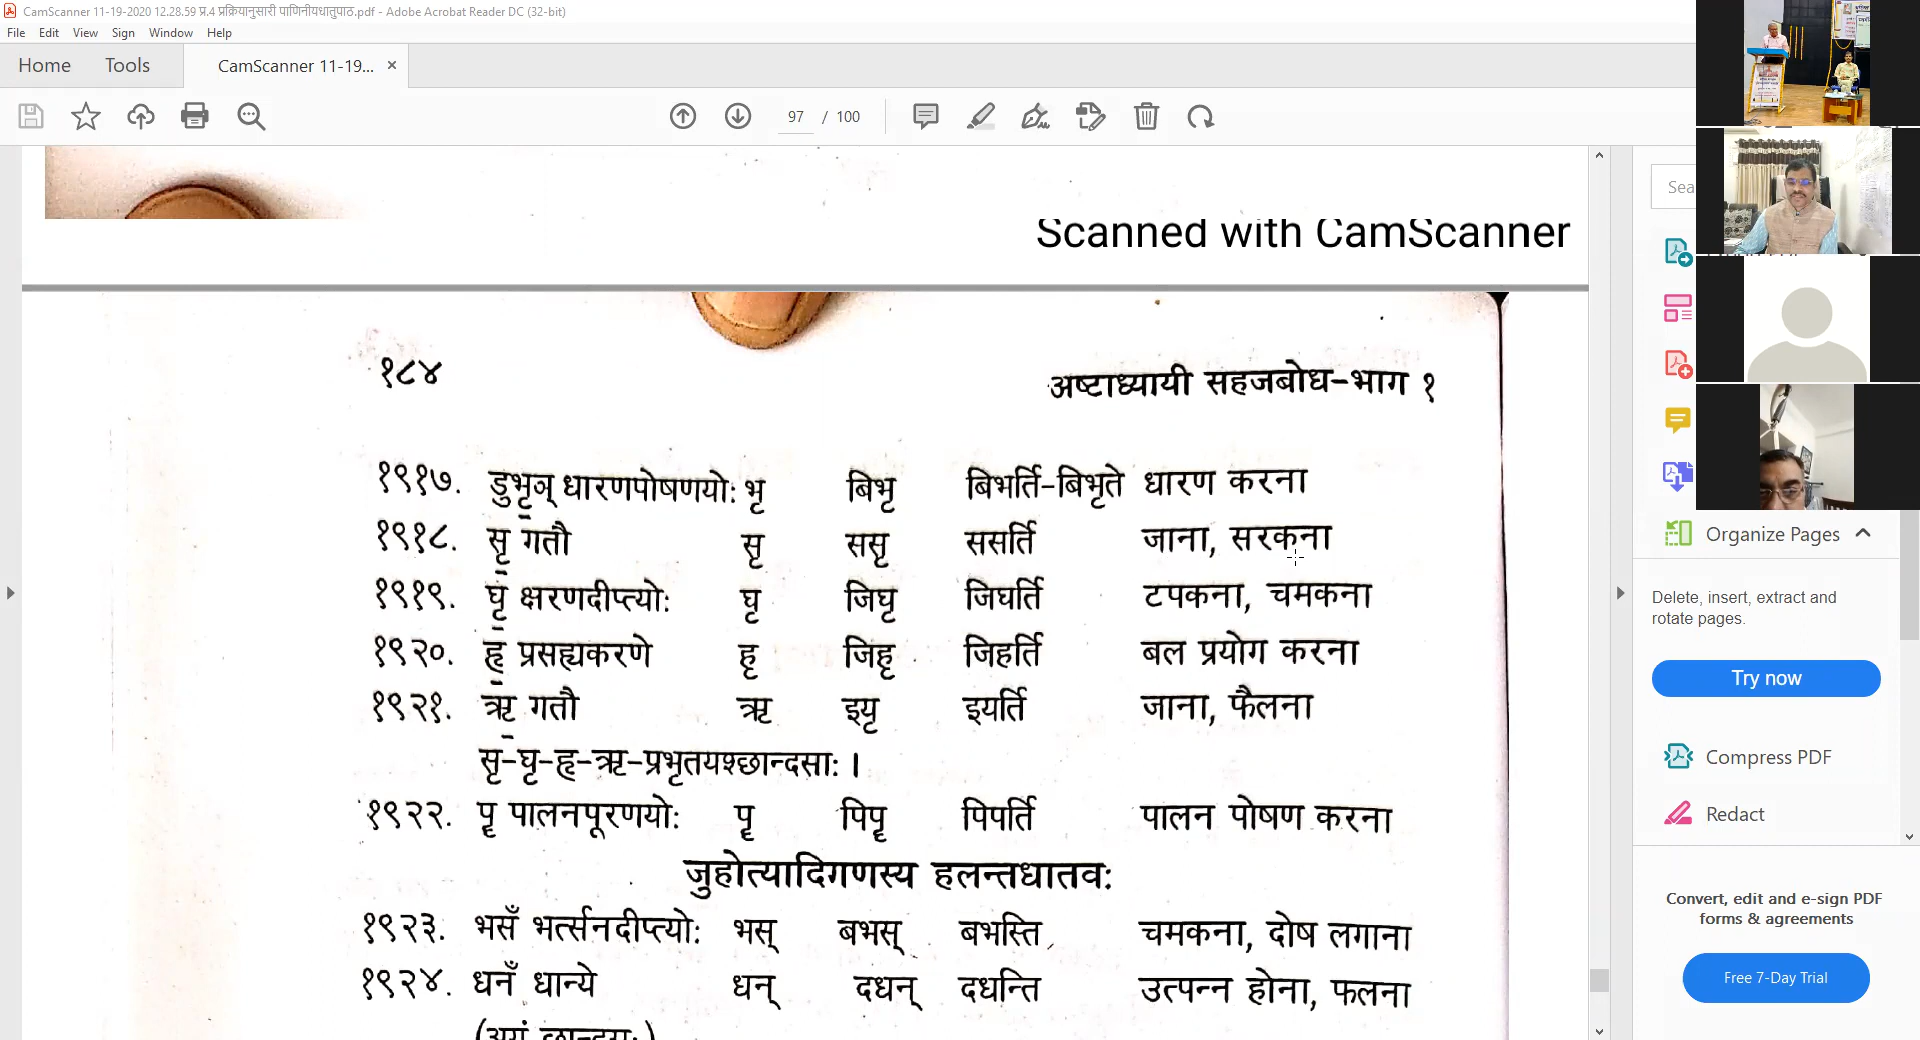 CamScanner 11-19-2020 12.28.59 प्र.4 प्रक्रियानुसारी पाणिनीयधातुपाठ.pdf - Adobe Acrobat Reader DC (32-bit)
File Edit View Sign Window Help
Home Tools CamScanner 11-19... ×
97 / 100
Scanned with CamScanner
१८४ अष्टाध्यायी सहजबोध-भाग १
१९१७. डुभृञ् धारणपोषणयोः भृ बिभृ बिभर्ति-बिभृते धारण करना
१९१८. सृ गतौ सृ ससृ ससर्ति जाना, सरकना
१९१९. घृ क्षरणदीप्त्योः घृ जिघृ जिघर्ति टपकना, चमकना
१९२०. हृ प्रसह्यकरणे हृ जिहृ जिहर्ति बल प्रयोग करना
१९२१. ऋ गतौ ऋ इयृ इयर्ति जाना, फैलना
सृ-घृ-हृ-ऋ-प्रभृतयश्छान्दसाः ।
१९२२. पॄ पालनपूरणयोः पॄ पिपॄ पिपर्ति पालन पोषण करना
जुहोत्यादिगणस्य हलन्तधातवः
१९२३. भसँ भर्त्सनदीप्त्योः भस् बभस् बभस्ति चमकना, दोष लगाना
१९२४. धनँ धान्ये धन् दधन् दधन्ति उत्पन्न होना, फलना
Sea
Organize Pages
Delete, insert, extract and
rotate pages.
Try now
Compress PDF
Redact
Convert, edit and e-sign PDF
forms & agreements
Free 7-Day Trial